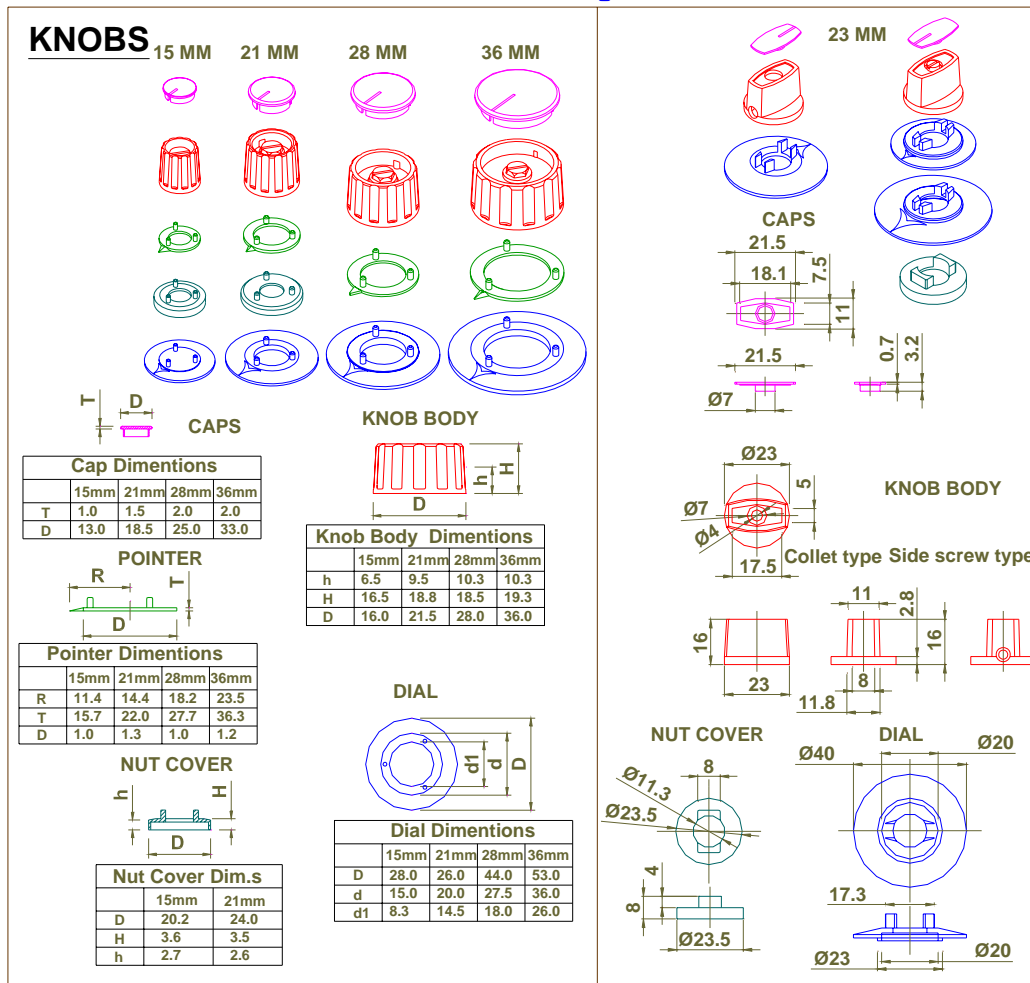 KNOBS
15 MM 21 MM 28 MM 36 MM
T D
CAPS
Cap Dimentions
15mm 21mm 28mm 36mm
T 1.0 1.5 2.0 2.0
D 13.0 18.5 25.0 33.0
POINTER
R T
D
Pointer Dimentions
15mm 21mm 28mm 36mm
R 11.4 14.4 18.2 23.5
T 15.7 22.0 27.7 36.3
D 1.0 1.3 1.0 1.2
NUT COVER
h H
D
Nut Cover Dim.s
15mm 21mm
D 20.2 24.0
H 3.6 3.5
h 2.7 2.6
KNOB BODY
h H
D
Knob Body Dimentions
15mm 21mm 28mm 36mm
h 6.5 9.5 10.3 10.3
H 16.5 18.8 18.5 19.3
D 16.0 21.5 28.0 36.0
DIAL
d1 d D
Dial Dimentions
15mm 21mm 28mm 36mm
D 28.0 26.0 44.0 53.0
d 15.0 20.0 27.5 36.0
d1 8.3 14.5 18.0 26.0
23 MM
CAPS
21.5
18.1
7.5
11
21.5
0.7
3.2
Ø7
KNOB BODY
Ø23
5
Ø7
Ø4
17.5
Collet type Side screw type
11
2.8
16
16
23
8
11.8
NUT COVER
8
Ø11.3
Ø23.5
4
8
Ø23.5
DIAL
Ø40
Ø20
17.3
Ø23
Ø20